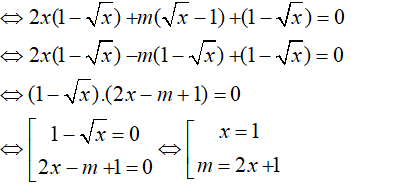 ⇔ 2x(1−√x) +m(√x −1)+(1−√x) = 0
⇔ 2x(1−√x) −m(1−√x) +(1−√x) = 0
⇔ (1−√x).(2x − m +1) = 0
⇔ [ 1−√x = 0 ⇔ [ x = 1
2x − m +1 = 0 m = 2x +1